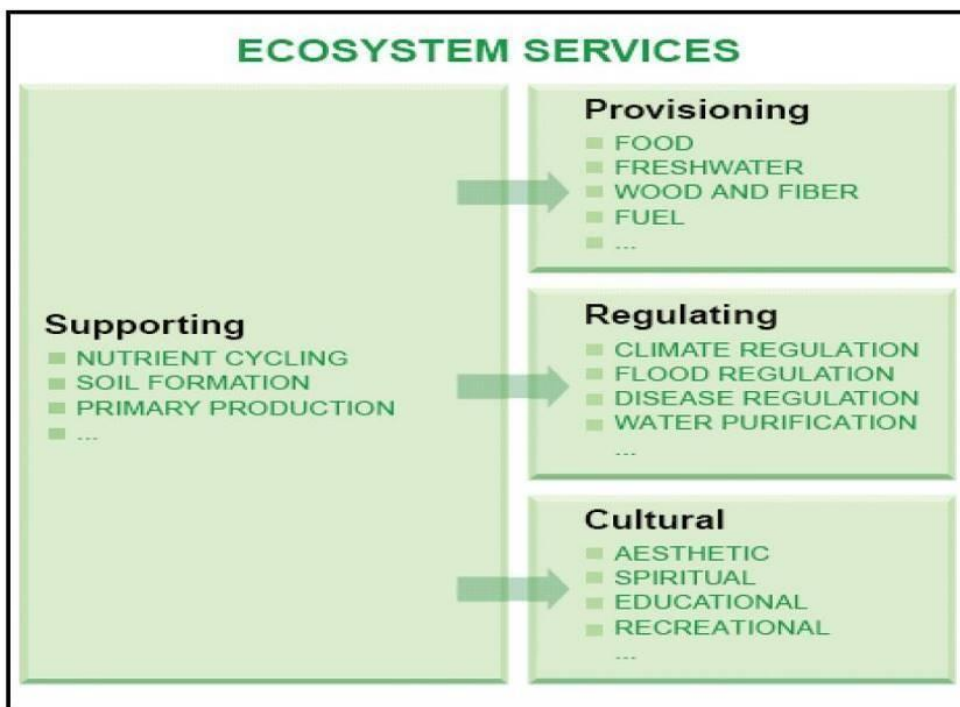 ECOSYSTEM SERVICES
Supporting
NUTRIENT CYCLING
SOIL FORMATION
PRIMARY PRODUCTION
...
Provisioning
FOOD
FRESHWATER
WOOD AND FIBER
FUEL
...
Regulating
CLIMATE REGULATION
FLOOD REGULATION
DISEASE REGULATION
WATER PURIFICATION
...
Cultural
AESTHETIC
SPIRITUAL
EDUCATIONAL
RECREATIONAL
...